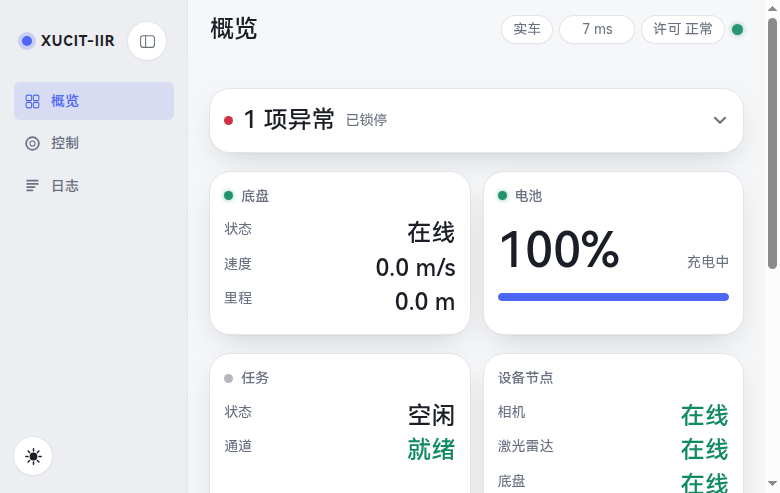 XUCIT-IIR
概览
控制
日志
概览
实车
7 ms
许可 正常
1 项异常 已锁停
底盘
状态 在线
速度 0.0 m/s
里程 0.0 m
电池
100% 充电中
任务
状态 空闲
通道 就绪
设备节点
相机 在线
激光雷达 在线
底盘 在线